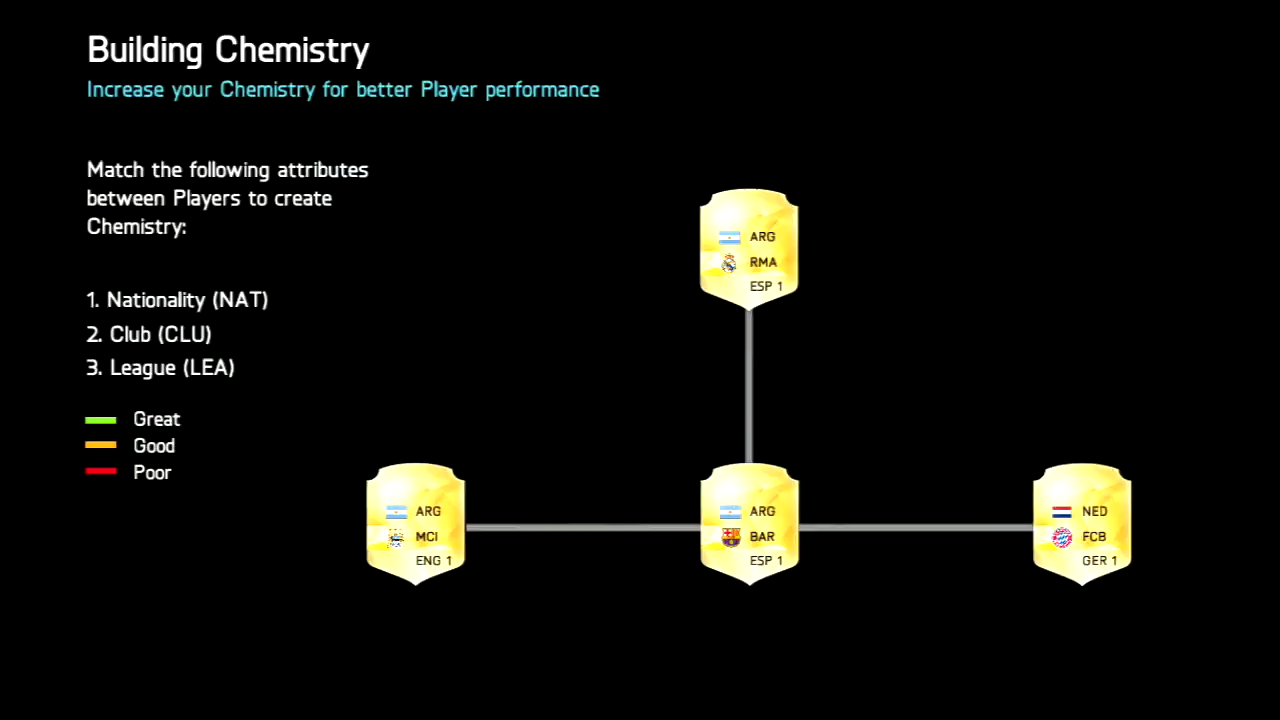 Building Chemistry
Increase your Chemistry for better Player performance
Match the following attributes
between Players to create
Chemistry:
1. Nationality (NAT)
2. Club (CLU)
3. League (LEA)
Great
Good
Poor
ARG
RMA
ESP 1
ARG
MCI
ENG 1
ARG
BAR
ESP 1
NED
FCB
GER 1